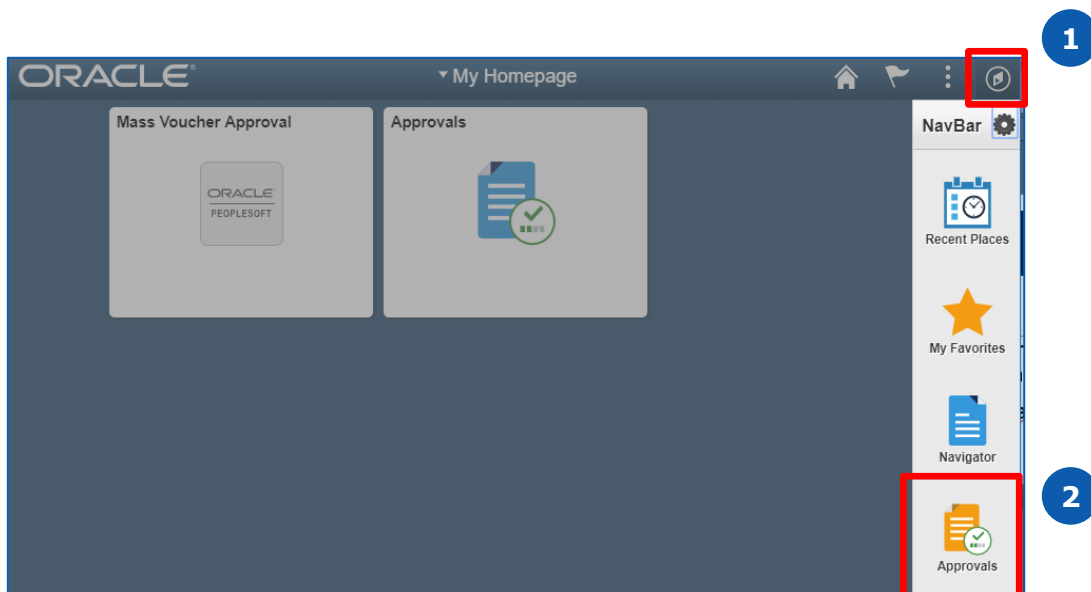 1
ORACLE®
My Homepage
Mass Voucher Approval
Approvals
NavBar
ORACLE
PEOPLESOFT
Recent Places
My Favorites
Navigator
2
Approvals